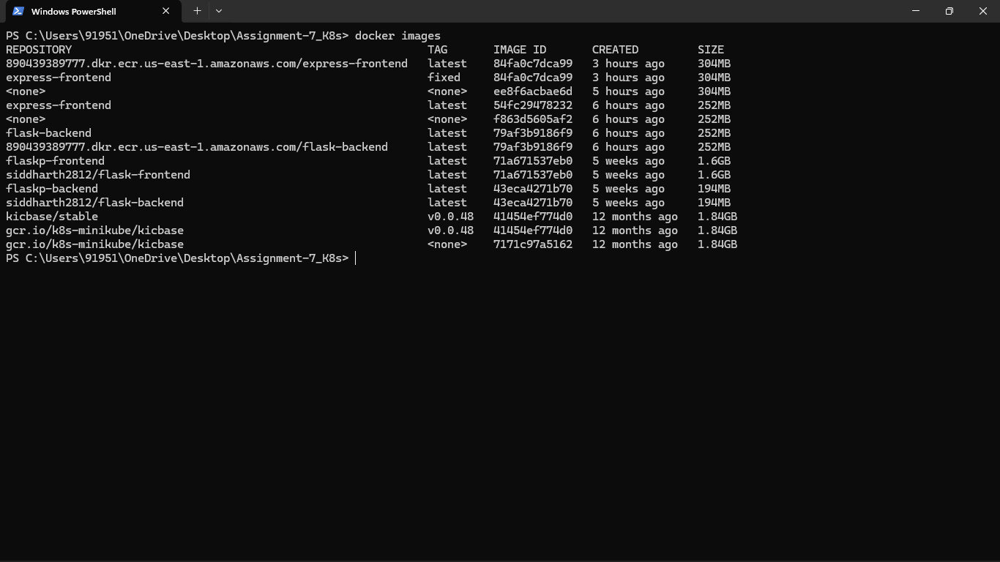 Windows PowerShell
PS C:\Users\91951\OneDrive\Desktop\Assignment-7_K8s> docker images
REPOSITORY TAG IMAGE ID CREATED SIZE
890439389777.dkr.ecr.us-east-1.amazonaws.com/express-frontend latest 84fa0c7dca99 3 hours ago 304MB
express-frontend fixed 84fa0c7dca99 3 hours ago 304MB
<none> <none> ee8f6acbae6d 5 hours ago 304MB
express-frontend latest 54fc29478232 6 hours ago 252MB
<none> <none> f863d5605af2 6 hours ago 252MB
flask-backend latest 79af3b9186f9 6 hours ago 252MB
890439389777.dkr.ecr.us-east-1.amazonaws.com/flask-backend latest 79af3b9186f9 6 hours ago 252MB
flaskp-frontend latest 71a671537eb0 5 weeks ago 1.6GB
siddharth2812/flask-frontend latest 71a671537eb0 5 weeks ago 1.6GB
flaskp-backend latest 43eca4271b70 5 weeks ago 194MB
siddharth2812/flask-backend latest 43eca4271b70 5 weeks ago 194MB
kicbase/stable v0.0.48 41454ef774d0 12 months ago 1.84GB
gcr.io/k8s-minikube/kicbase v0.0.48 41454ef774d0 12 months ago 1.84GB
gcr.io/k8s-minikube/kicbase <none> 7171c97a5162 12 months ago 1.84GB
PS C:\Users\91951\OneDrive\Desktop\Assignment-7_K8s>